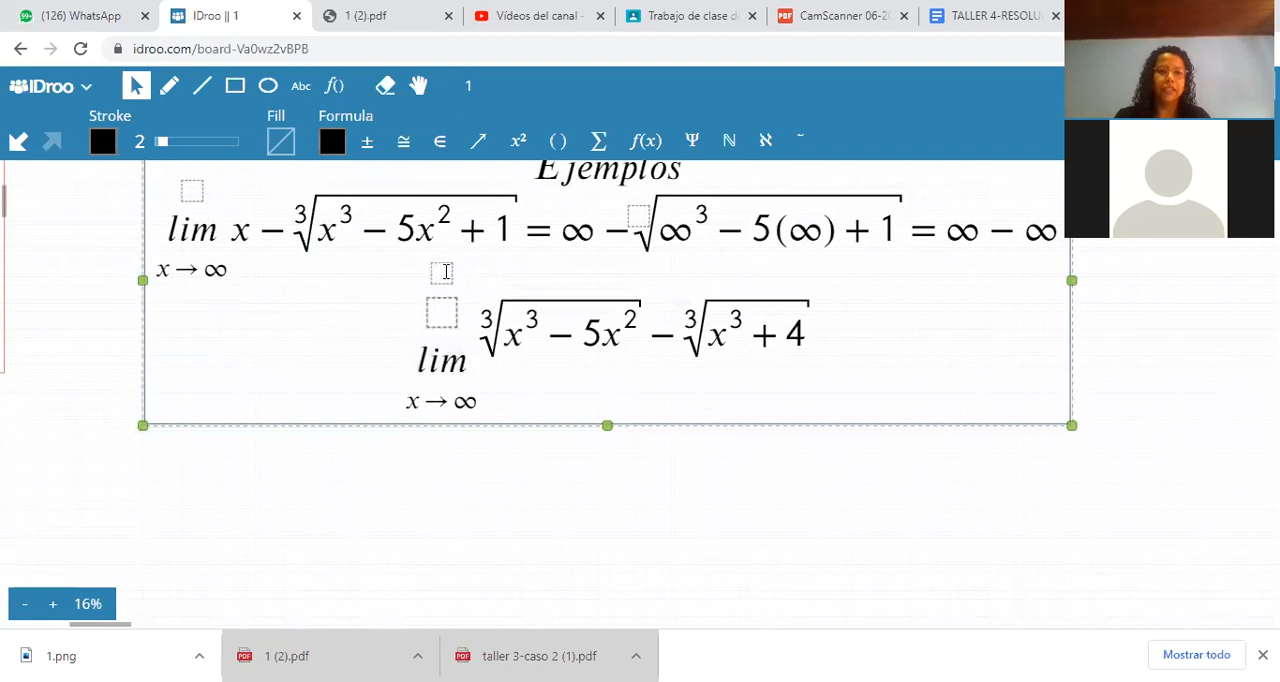 (126) WhatsApp IDroo || 1 1 (2).pdf Vídeos del canal - Trabajo de clase d CamScanner 06-2 TALLER 4-RESOLU
idroo.com/board-Va0wz2vBPB
IDroo Abc f() 1
Stroke Fill Formula
2 ± ≅ ∈ ↗ x² ( ) ∑ f(x) Ψ ℕ ℵ ~
Ejemplos
lim x→∞ x − ∛(x³ − 5x² + 1) = ∞ − √(∞³ − 5(∞) + 1) = ∞ − ∞
lim x→∞ ∛(x³ − 5x²) − ∛(x³ + 4)
- + 16%
1.png 1 (2).pdf taller 3-caso 2 (1).pdf Mostrar todo